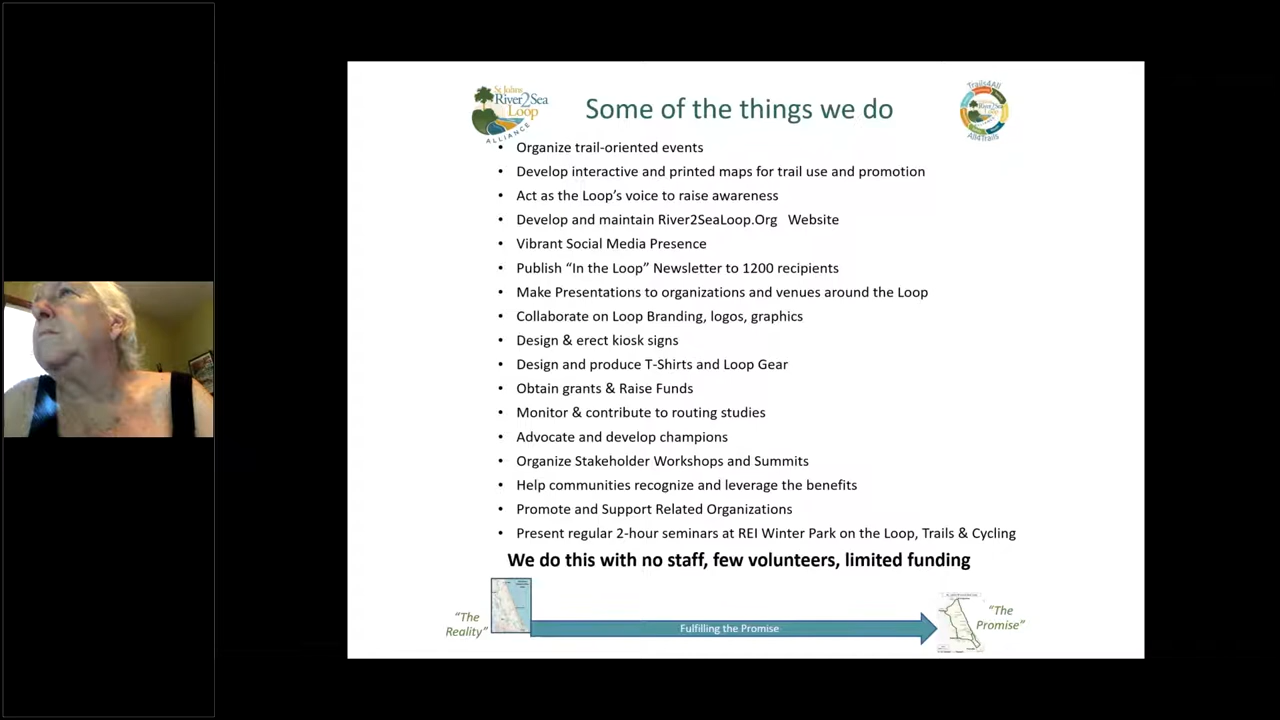 St Johns
River2Sea
Loop
ALLIANCE
Some of the things we do
Trails4All
All4Trails
• Organize trail-oriented events
• Develop interactive and printed maps for trail use and promotion
• Act as the Loop’s voice to raise awareness
• Develop and maintain River2SeaLoop.Org   Website
• Vibrant Social Media Presence
• Publish “In the Loop” Newsletter to 1200 recipients
• Make Presentations to organizations and venues around the Loop
• Collaborate on Loop Branding, logos, graphics
• Design & erect kiosk signs
• Design and produce T-Shirts and Loop Gear
• Obtain grants & Raise Funds
• Monitor & contribute to routing studies
• Advocate and develop champions
• Organize Stakeholder Workshops and Summits
• Help communities recognize and leverage the benefits
• Promote and Support Related Organizations
• Present regular 2-hour seminars at REI Winter Park on the Loop, Trails & Cycling
We do this with no staff, few volunteers, limited funding
“The
Reality”
Fulfilling the Promise
“The
Promise”